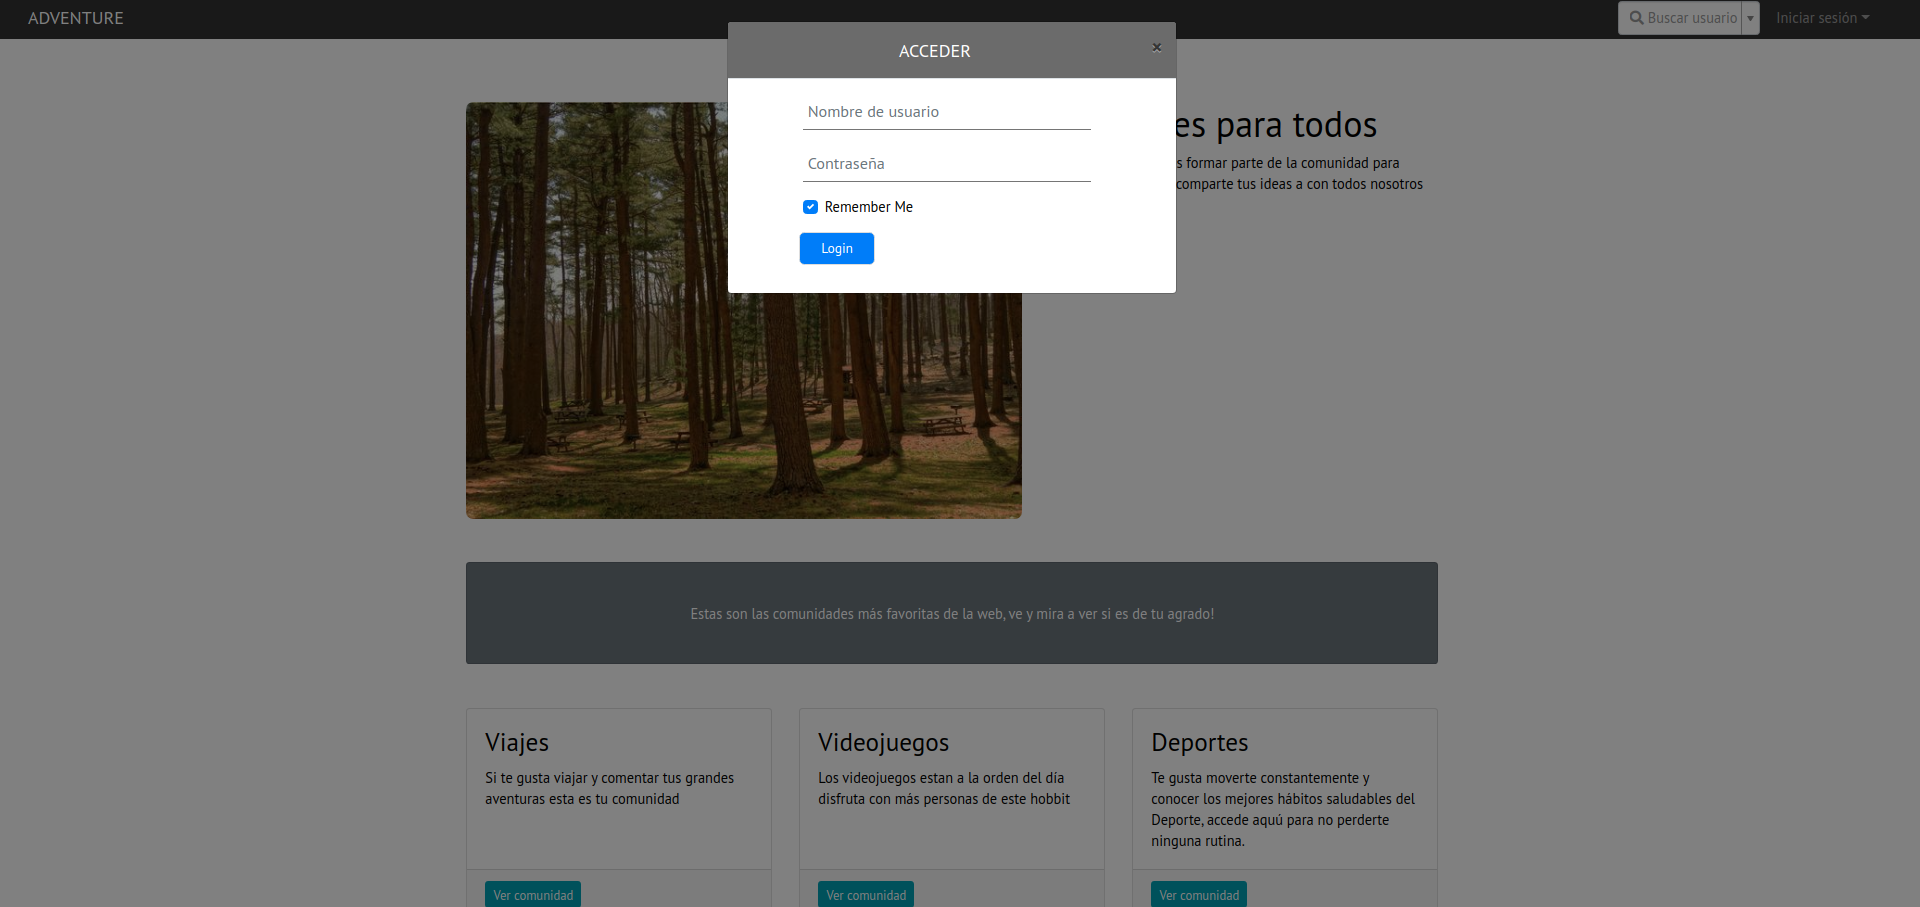 ADVENTURE
Buscar usuario
Iniciar sesión
ACCEDER
×
Nombre de usuario
Contraseña
Remember Me
Login
es para todos
s formar parte de la comunidad para
comparte tus ideas a con todos nosotros
Estas son las comunidades más favoritas de la web, ve y mira a ver si es de tu agrado!
Viajes
Si te gusta viajar y comentar tus grandes
aventuras esta es tu comunidad
Ver comunidad
Videojuegos
Los videojuegos estan a la orden del día
disfruta con más personas de este hobbit
Ver comunidad
Deportes
Te gusta moverte constantemente y
conocer los mejores hábitos saludables del
Deporte, accede aquú para no perderte
ninguna rutina.
Ver comunidad